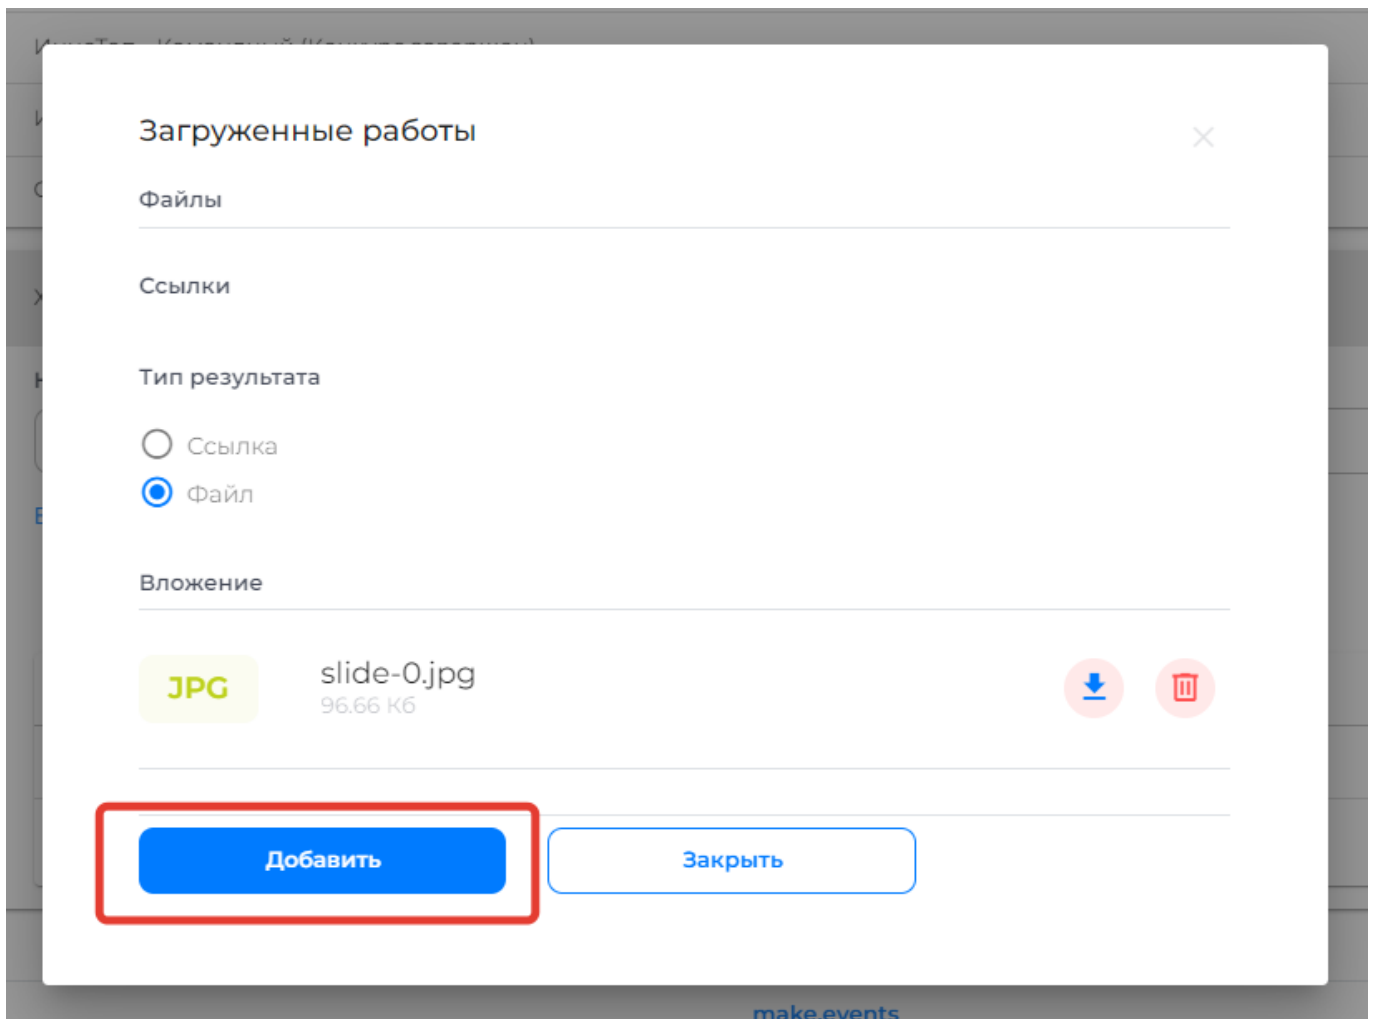 Загруженные работы
Файлы
Ссылки
Тип результата
Ссылка
Файл
Вложение
JPG
slide-0.jpg
96.66 Кб
Добавить
Закрыть
make.events